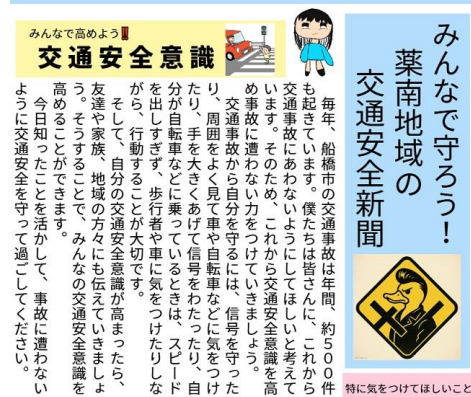 みんなで守ろう!
薬南地域の
交通安全新聞
みんなで高めよう‼
交通安全意識
毎年、船橋市の交通事故は年間、約500件
も起きています。僕たちは皆さんに、これから
交通事故にあわないようにしてほしいと考えて
います。そのため、これから交通安全意識を高
め事故に遭わない力をつけていきましょう。
交通事故から自分を守るには、信号を守った
り、周囲をよく見て車や自転車などに気をつけ
たり、手を大きくあげて信号をわたったり、自
分が自転車などに乗っているときは、スピード
を出しすぎず、歩行者や車に気をつけたりしな
がら、行動することが大切です。
そして、自分の交通安全意識が高まったら、
友達や家族、地域の方々にも伝えていきましょ
う。そうすることで、みんなの交通安全意識を
高めることができます。
今日知ったことを活かして、事故に遭わない
ように交通安全を守って過ごしてください。
特に気をつけてほしいこと